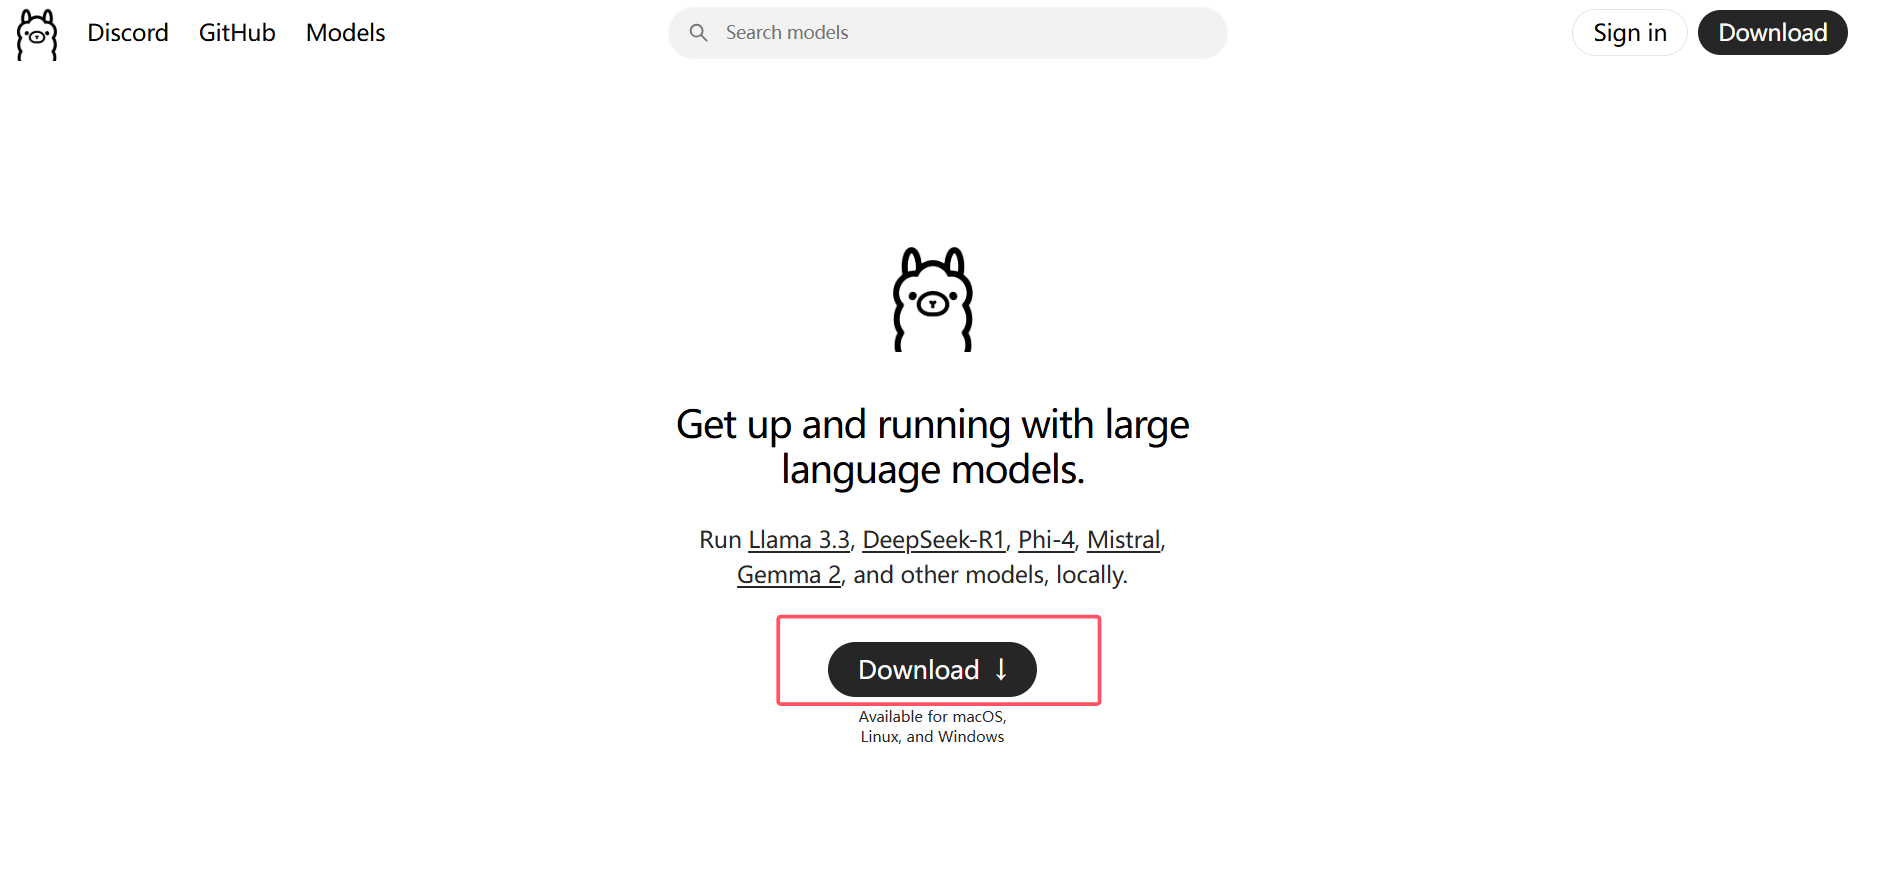 Discord GitHub Models Search models Sign in Download
Get up and running with large
language models.
Run Llama 3.3, DeepSeek-R1, Phi-4, Mistral,
Gemma 2, and other models, locally.
Download ↓
Available for macOS,
Linux, and Windows